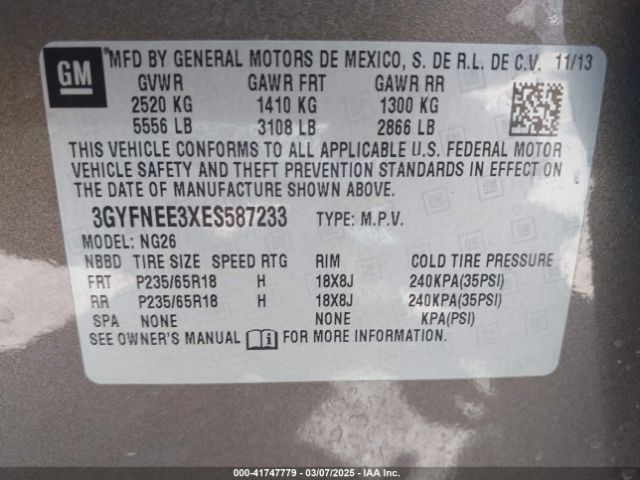 GM
MFD BY GENERAL MOTORS DE MEXICO, S. DE R.L. DE C.V. 11/13
GVWR GAWR FRT GAWR RR
2520 KG 1410 KG 1300 KG
5556 LB 3108 LB 2866 LB
THIS VEHICLE CONFORMS TO ALL APPLICABLE U.S. FEDERAL MOTOR
VEHICLE SAFETY AND THEFT PREVENTION STANDARDS IN EFFECT ON
THE DATE OF MANUFACTURE SHOWN ABOVE.
3GYFNEE3XES587233 TYPE: M.P.V.
MODEL: NG26
NBBD TIRE SIZE SPEED RTG RIM COLD TIRE PRESSURE
FRT P235/65R18 H 18X8J 240KPA(35PSI)
RR P235/65R18 H 18X8J 240KPA(35PSI)
SPA NONE NONE KPA(PSI)
SEE OWNER'S MANUAL FOR MORE INFORMATION.
000-41747779 — 03/07/2025 — IAA Inc.